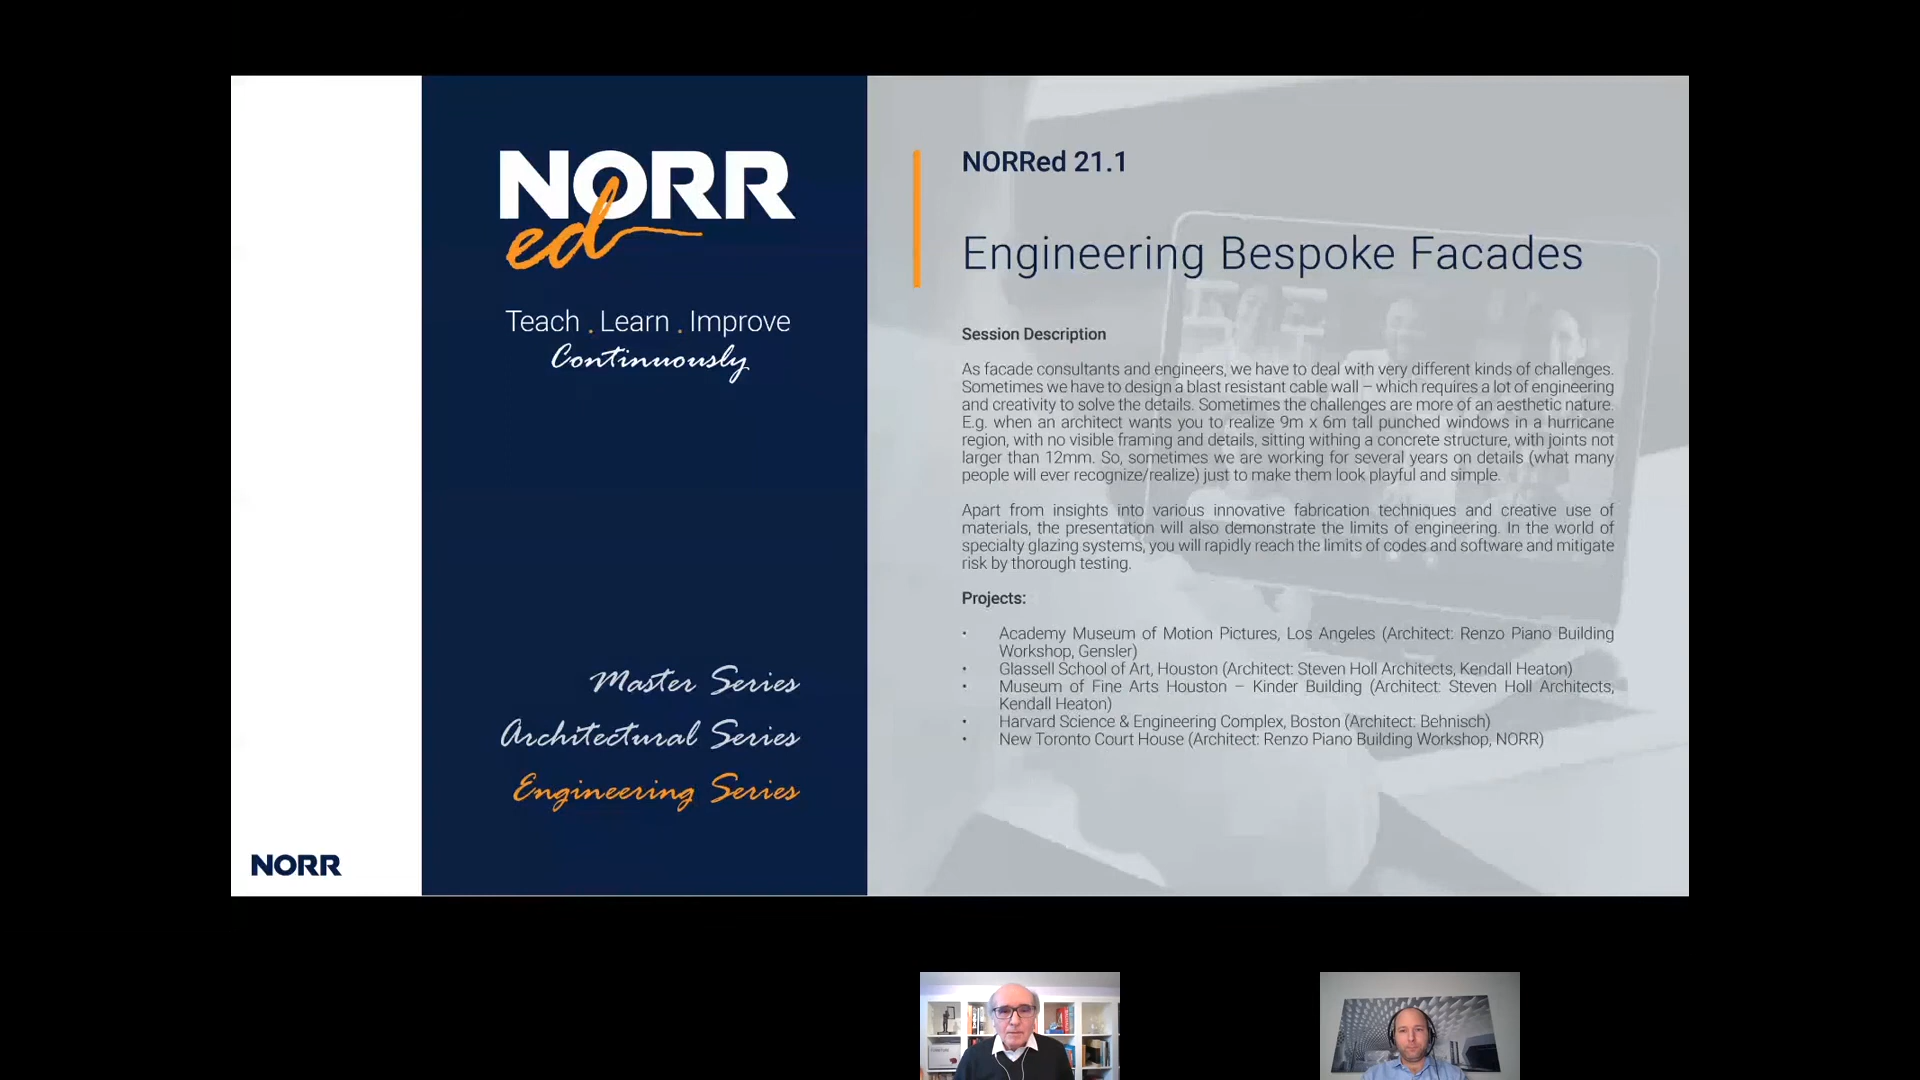 NORR
ed
Teach . Learn . Improve
Continuously
Master Series
Architectural Series
Engineering Series
NORR
NORRed 21.1
Engineering Bespoke Facades
Session Description
As facade consultants and engineers, we have to deal with very different kinds of challenges.
Sometimes we have to design a blast resistant cable wall – which requires a lot of engineering
and creativity to solve the details. Sometimes the challenges are more of an aesthetic nature.
E.g. when an architect wants you to realize 9m x 6m tall punched windows in a hurricane
region, with no visible framing and details, sitting withing a concrete structure, with joints not
larger than 12mm. So, sometimes we are working for several years on details (what many
people will ever recognize/realize) just to make them look playful and simple.
Apart from insights into various innovative fabrication techniques and creative use of
materials, the presentation will also demonstrate the limits of engineering. In the world of
specialty glazing systems, you will rapidly reach the limits of codes and software and mitigate
risk by thorough testing.
Projects:
• Academy Museum of Motion Pictures, Los Angeles (Architect: Renzo Piano Building
Workshop, Gensler)
• Glassell School of Art, Houston (Architect: Steven Holl Architects, Kendall Heaton)
• Museum of Fine Arts Houston – Kinder Building (Architect: Steven Holl Architects,
Kendall Heaton)
• Harvard Science & Engineering Complex, Boston (Architect: Behnisch)
• New Toronto Court House (Architect: Renzo Piano Building Workshop, NORR)